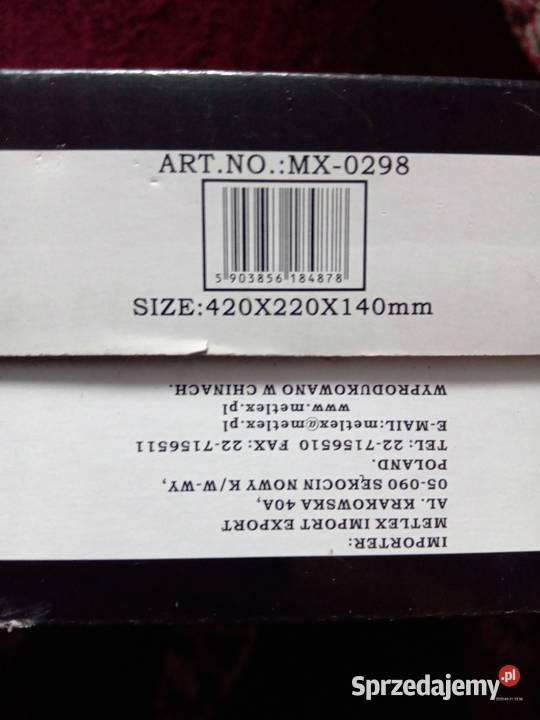 ART.NO.:MX-0298
5 903856 184878
SIZE:420X220X140mm
IMPORTER:
METLEX IMPORT EXPORT
AL. KRAKOWSKA 40A,
05-090 SĘKOCIN NOWY K/W-WY,
POLAND.
TEL: 22-7156510 FAX: 22-7156511
E-MAIL:metlex@metlex.pl
www.metlex.pl
WYPRODUKOWANO W CHINACH.
Sprzedajemy.pl